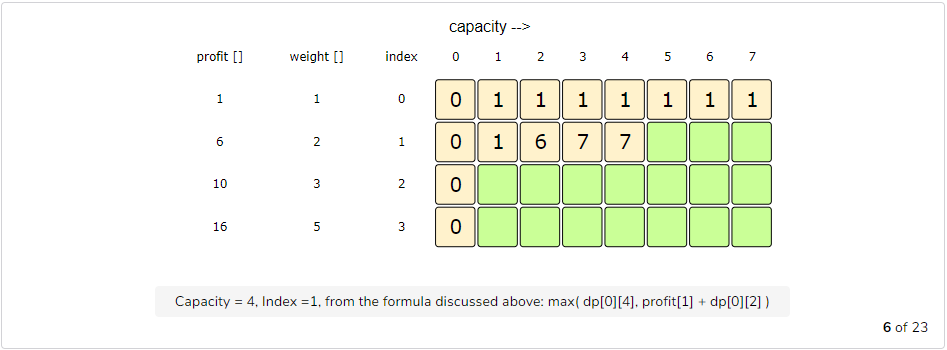 capacity -->
profit [] weight [] index 0 1 2 3 4 5 6 7
1 1 0 0 1 1 1 1 1 1 1
6 2 1 0 1 6 7 7
10 3 2 0
16 5 3 0
Capacity = 4, Index =1, from the formula discussed above: max( dp[0][4], profit[1] + dp[0][2] )
6 of 23